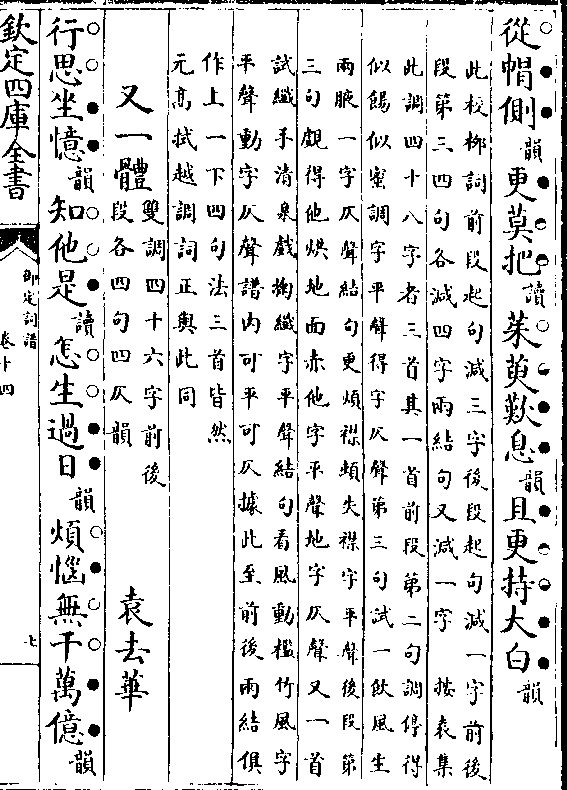 從帽側韻更莫把讀茱萸歎息韻且更持大白韻
此校柳詞前段起句減三字後段起句減一字前後
段第三四句各減四字兩結句又減一字　按袁集
此調四十八字者三首其一首前段第二句調停得
似餳似蜜調字平聲得字仄聲第三句試一飲風生
兩腋一字仄聲結句更煩襟頓失襟字平聲後段第
三句覷得他烘地面赤他字平聲地字仄聲又一首
試纖手清泉戲掬纖字平聲結句看風動檻竹風字
平聲動字仄聲譜内可平可仄據此至前後兩結俱
作上一下四句法三首皆然
元高拭越調詞正與此同
又一體雙調四十六字前後
段各四句四仄韻　袁去華
行思坐憶韻知他是讀怎生過日韻煩惱無千萬億韻
欽定四庫全書
御定詞譜
卷十四
七